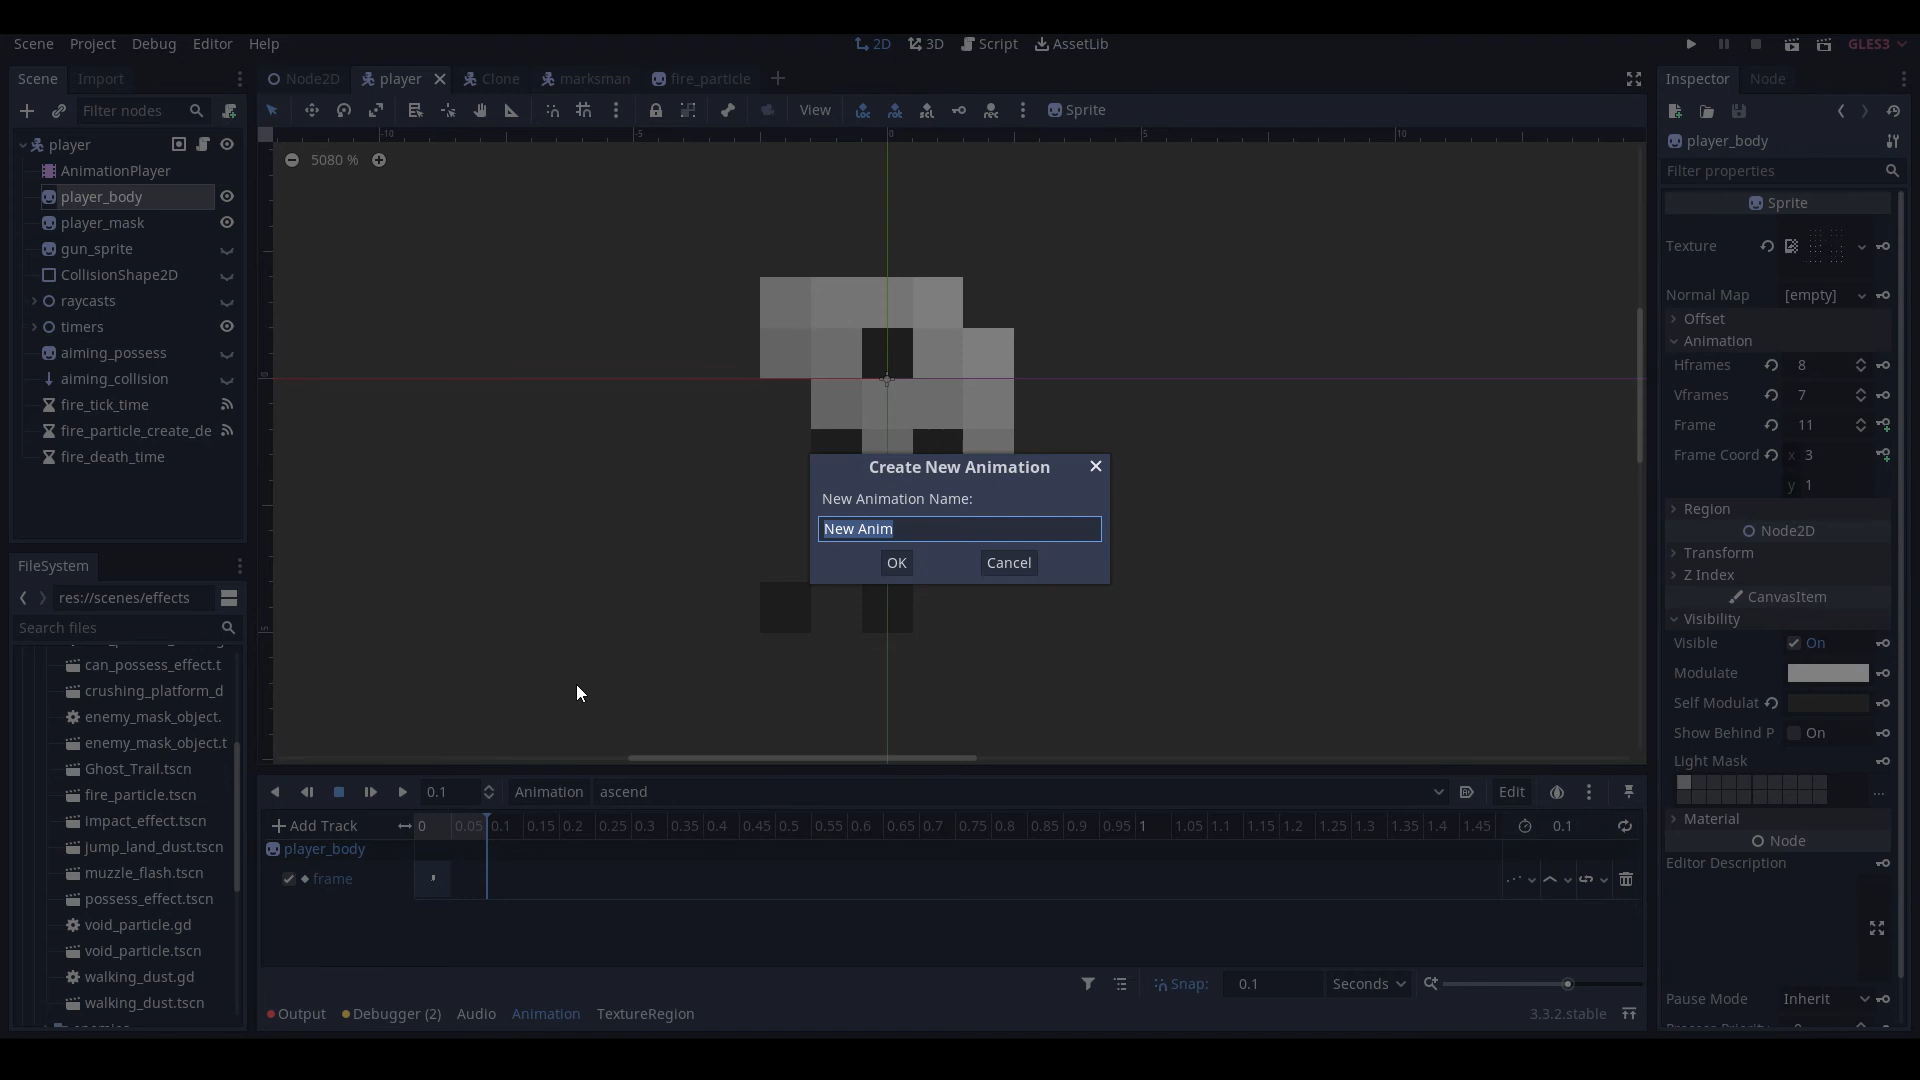 Scene Project Debug Editor Help
2D 3D Script AssetLib
GLES3
Scene Import
Filter nodes
player
AnimationPlayer
player_body
player_mask
gun_sprite
CollisionShape2D
raycasts
timers
aiming_possess
aiming_collision
fire_tick_time
fire_particle_create_de
fire_death_time
FileSystem
res://scenes/effects
Search files
can_possess_effect.t
crushing_platform_d
enemy_mask_object.
enemy_mask_object.t
Ghost_Trail.tscn
fire_particle.tscn
impact_effect.tscn
jump_land_dust.tscn
muzzle_flash.tscn
possess_effect.tscn
void_particle.gd
void_particle.tscn
walking_dust.gd
walking_dust.tscn
Node2D player Clone marksman fire_particle
View Sprite
-10 -5 0 5 10
5080 %
0
5
Create New Animation
New Animation Name:
New Anim
OK Cancel
0.1 Animation ascend Edit
Add Track 0 0.05 0.1 0.15 0.2 0.25 0.3 0.35 0.4 0.45 0.5 0.55 0.6 0.65 0.7 0.75 0.8 0.85 0.9 0.95 1 1.05 1.1 1.15 1.2 1.25 1.3 1.35 1.4 1.45 0.1
player_body
frame
Snap: 0.1 Seconds
Output Debugger (2) Audio Animation TextureRegion 3.3.2.stable
Inspector Node
player_body
Filter properties
Sprite
Texture
Normal Map [empty]
Offset
Animation
Hframes 8
Vframes 7
Frame 11
Frame Coord x 3
y 1
Region
Node2D
Transform
Z Index
CanvasItem
Visibility
Visible On
Modulate
Self Modulat
Show Behind P On
Light Mask
...
Material
Node
Editor Description
Pause Mode Inherit